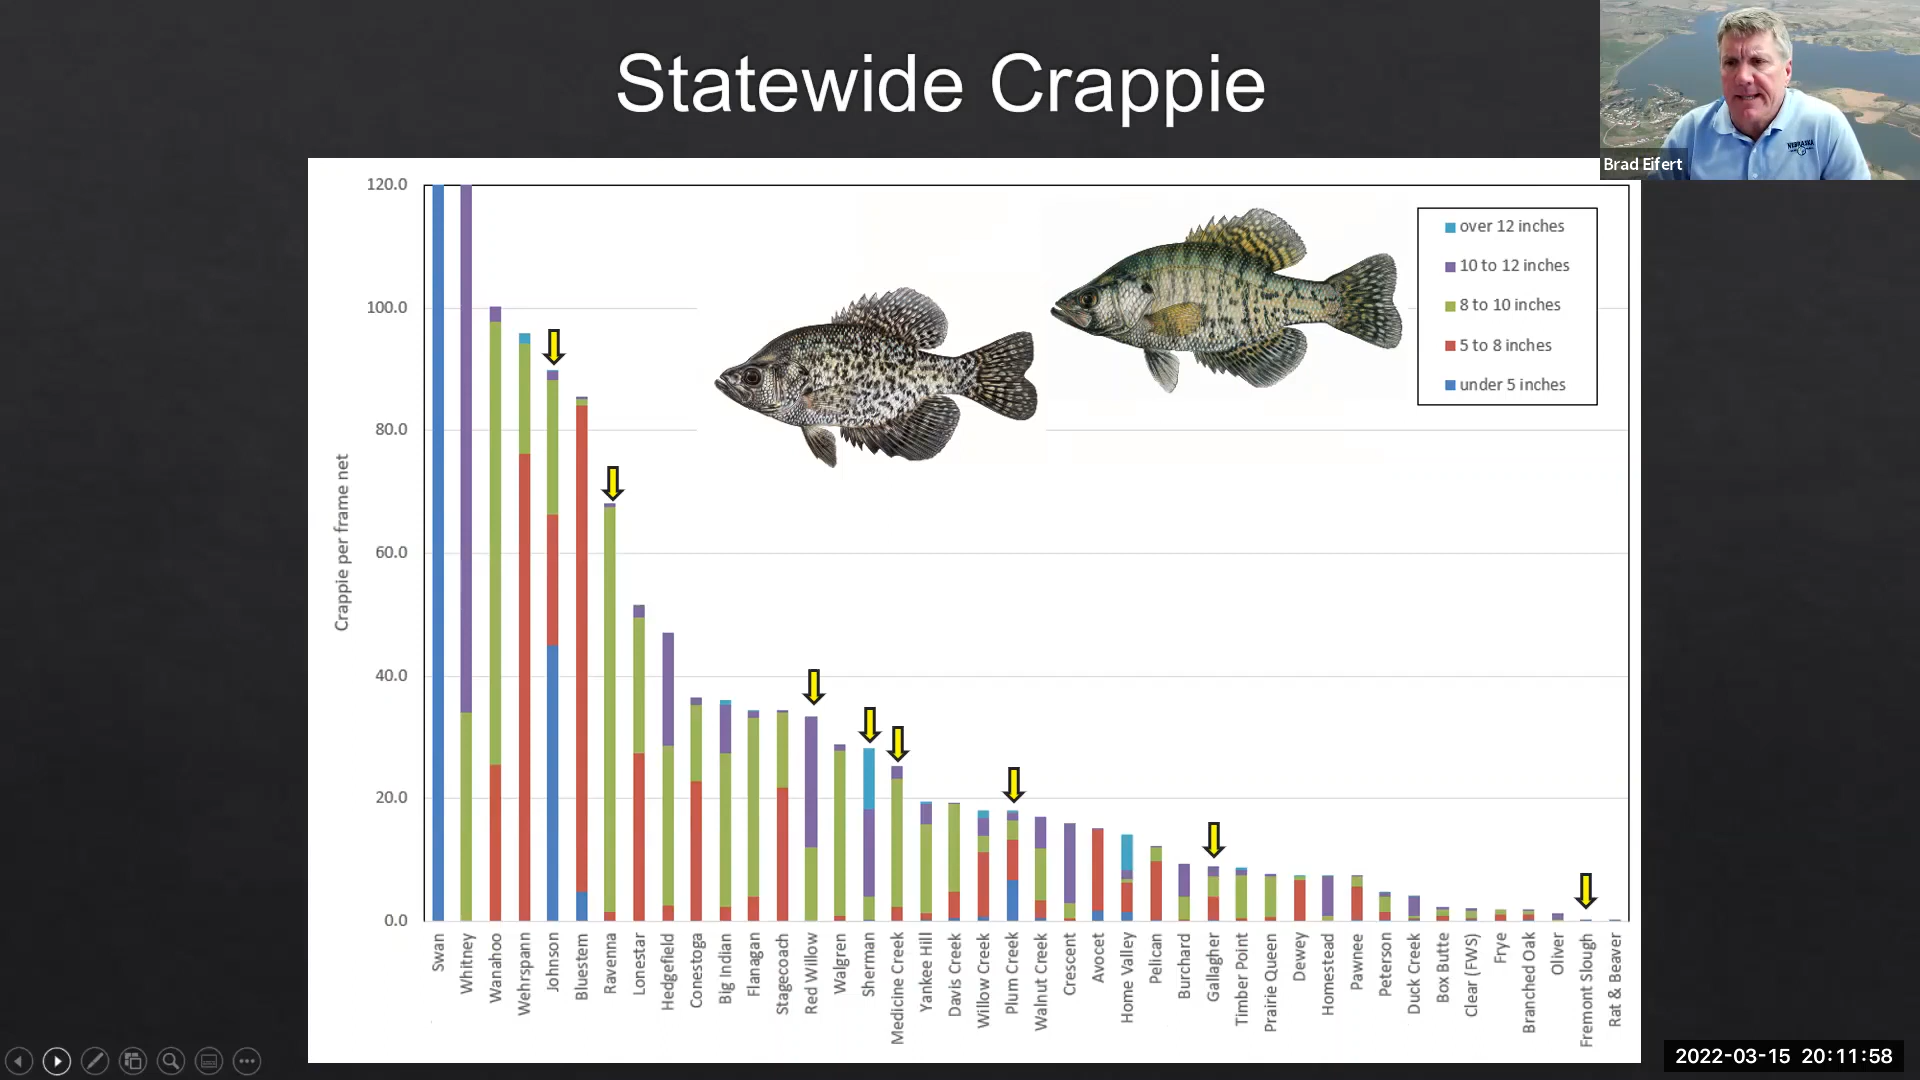 Statewide Crappie
Brad Eifert
NEBRASKA
120.0
100.0
80.0
60.0
40.0
20.0
0.0
Crappie per frame net
over 12 inches
10 to 12 inches
8 to 10 inches
5 to 8 inches
under 5 inches
Swan
Whitney
Wanahoo
Wehrspann
Johnson
Bluestem
Ravenna
Lonestar
Hedgefield
Conestoga
Big Indian
Flanagan
Stagecoach
Red Willow
Walgren
Sherman
Medicine Creek
Yankee Hill
Davis Creek
Willow Creek
Plum Creek
Walnut Creek
Crescent
Avocet
Home Valley
Pelican
Burchard
Gallagher
Timber Point
Prairie Queen
Dewey
Homestead
Pawnee
Peterson
Duck Creek
Box Butte
Clear (FWS)
Frye
Branched Oak
Oliver
Fremont Slough
Rat & Beaver
2022-03-15 20:11:58